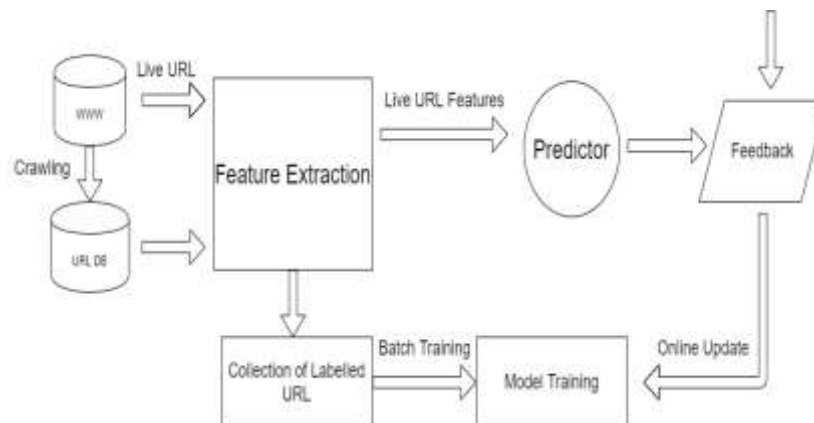 Live URL
WWW
Crawling
URL DB
Feature Extraction
Live URL Features
Predictor
Feedback
Collection of Labelled
URL
Batch Training
Model Training
Online Update